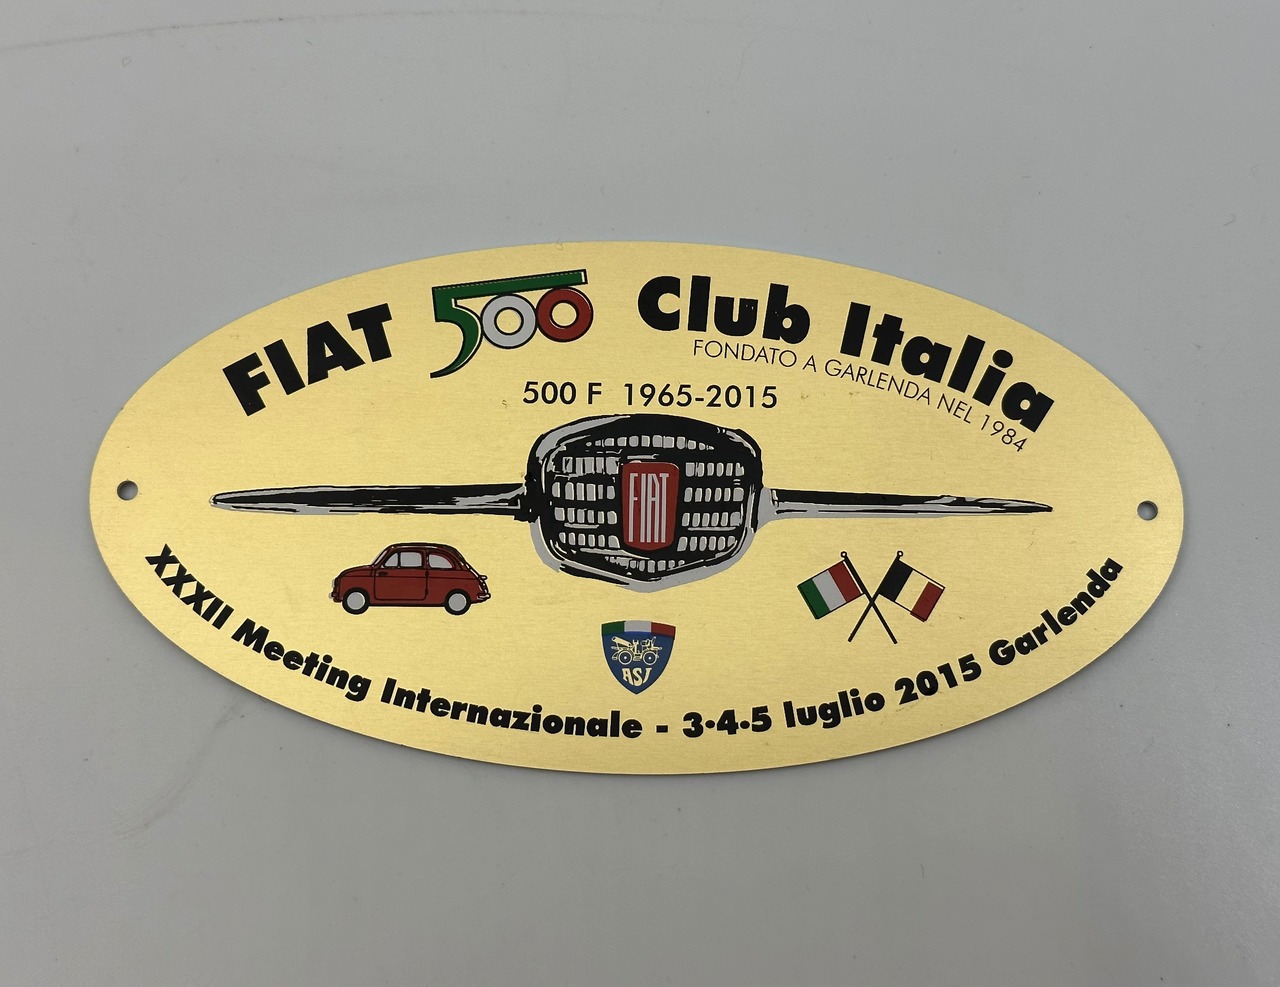 FIAT 500 Club Italia
FONDATO A GARLENDA NEL 1984
500 F 1965-2015
FIAT
ASI
XXXII Meeting Internazionale - 3·4·5 luglio 2015 Garlenda